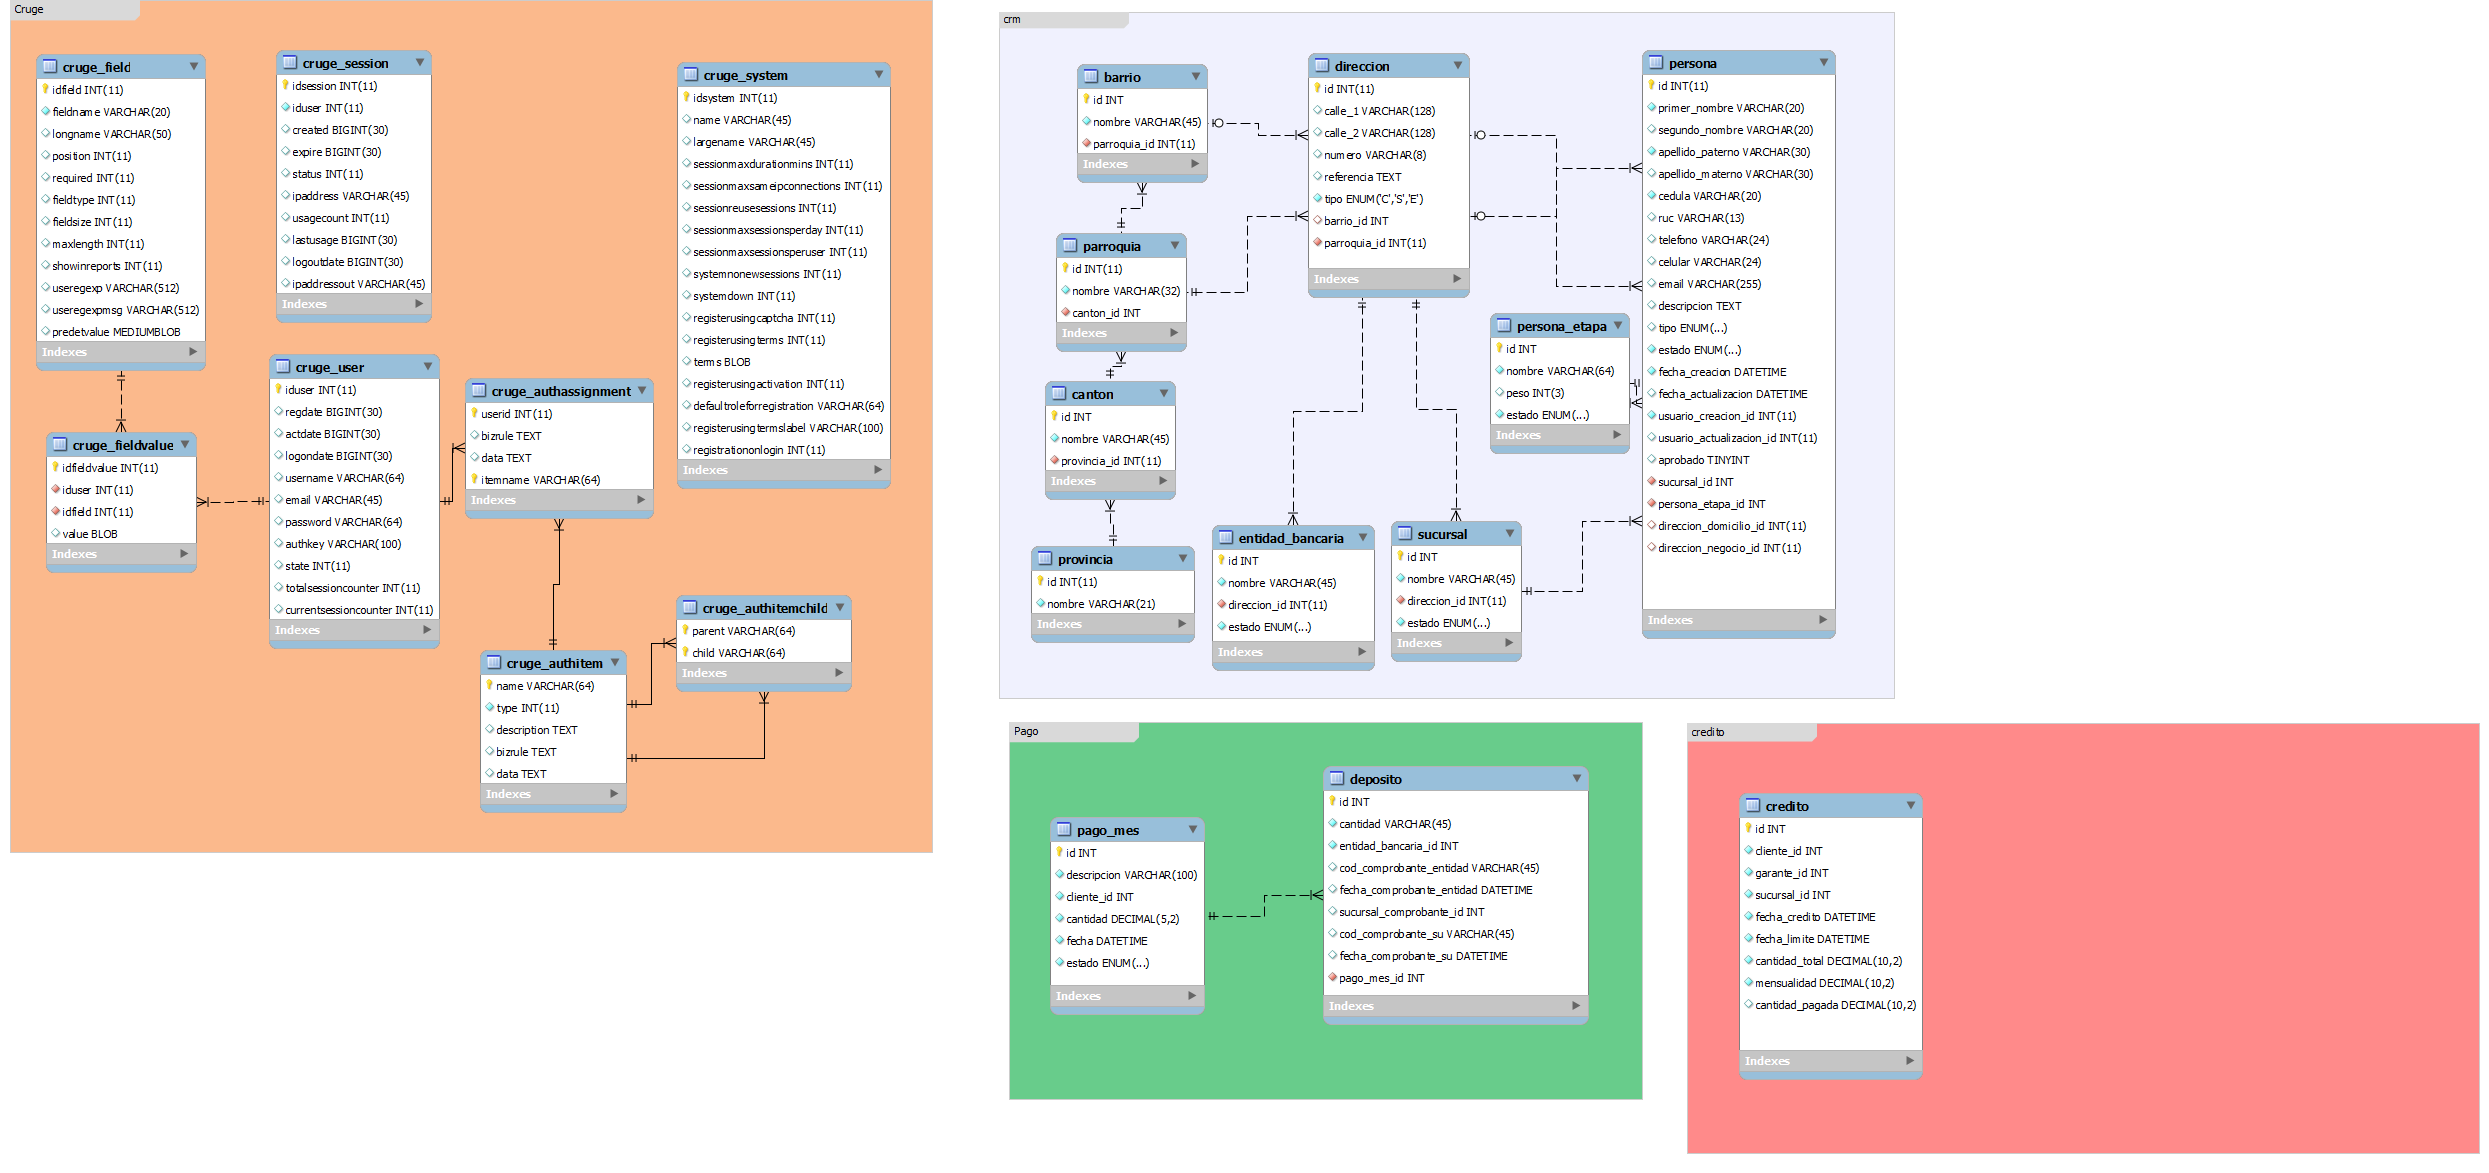 Cruge
cruge_field
idfield INT(11)
fieldname VARCHAR(20)
longname VARCHAR(50)
position INT(11)
required INT(11)
fieldtype INT(11)
fieldsize INT(11)
maxlength INT(11)
showinreports INT(11)
useregexp VARCHAR(512)
useregexpmsg VARCHAR(512)
predetvalue MEDIUMBLOB
Indexes
cruge_session
idsession INT(11)
iduser INT(11)
created BIGINT(30)
expire BIGINT(30)
status INT(11)
ipaddress VARCHAR(45)
usagecount INT(11)
lastusage BIGINT(30)
logoutdate BIGINT(30)
ipaddressout VARCHAR(45)
Indexes
cruge_system
idsystem INT(11)
name VARCHAR(45)
largename VARCHAR(45)
sessionmaxdurationmins INT(11)
sessionmaxsameipconnections INT(11)
sessionreusesessions INT(11)
sessionmaxsessionsperday INT(11)
sessionmaxsessionsperuser INT(11)
systemnonewsessions INT(11)
systemdown INT(11)
registerusingcaptcha INT(11)
registerusingterms INT(11)
terms BLOB
registerusingactivation INT(11)
defaultroleforregistration VARCHAR(64)
registerusingtermslabel VARCHAR(100)
registrationonlogin INT(11)
Indexes
cruge_fieldvalue
idfieldvalue INT(11)
iduser INT(11)
idfield INT(11)
value BLOB
Indexes
cruge_user
iduser INT(11)
regdate BIGINT(30)
actdate BIGINT(30)
logondate BIGINT(30)
username VARCHAR(64)
email VARCHAR(45)
password VARCHAR(64)
authkey VARCHAR(100)
state INT(11)
totalsessioncounter INT(11)
currentsessioncounter INT(11)
Indexes
cruge_authassignment
userid INT(11)
bizrule TEXT
data TEXT
itemname VARCHAR(64)
Indexes
cruge_authitemchild
parent VARCHAR(64)
child VARCHAR(64)
Indexes
cruge_authitem
name VARCHAR(64)
type INT(11)
description TEXT
bizrule TEXT
data TEXT
Indexes
crm
barrio
id INT
nombre VARCHAR(45)
parroquia_id INT(11)
Indexes
parroquia
id INT(11)
nombre VARCHAR(32)
canton_id INT
Indexes
canton
id INT
nombre VARCHAR(45)
provincia_id INT(11)
Indexes
provincia
id INT(11)
nombre VARCHAR(21)
Indexes
direccion
id INT(11)
calle_1 VARCHAR(128)
calle_2 VARCHAR(128)
numero VARCHAR(8)
referencia TEXT
tipo ENUM('C','S','E')
barrio_id INT
parroquia_id INT(11)
Indexes
entidad_bancaria
id INT
nombre VARCHAR(45)
direccion_id INT(11)
estado ENUM(...)
Indexes
sucursal
id INT
nombre VARCHAR(45)
direccion_id INT(11)
estado ENUM(...)
Indexes
persona_etapa
id INT
nombre VARCHAR(64)
peso INT(3)
estado ENUM(...)
Indexes
persona
id INT(11)
primer_nombre VARCHAR(20)
segundo_nombre VARCHAR(20)
apellido_paterno VARCHAR(30)
apellido_materno VARCHAR(30)
cedula VARCHAR(20)
ruc VARCHAR(13)
telefono VARCHAR(24)
celular VARCHAR(24)
email VARCHAR(255)
descripcion TEXT
tipo ENUM(...)
estado ENUM(...)
fecha_creacion DATETIME
fecha_actualizacion DATETIME
usuario_creacion_id INT(11)
usuario_actualizacion_id INT(11)
aprobado TINYINT
sucursal_id INT
persona_etapa_id INT
direccion_domicilio_id INT(11)
direccion_negocio_id INT(11)
Indexes
Pago
pago_mes
id INT
descripcion VARCHAR(100)
cliente_id INT
cantidad DECIMAL(5,2)
fecha DATETIME
estado ENUM(...)
Indexes
deposito
id INT
cantidad VARCHAR(45)
entidad_bancaria_id INT
cod_comprobante_entidad VARCHAR(45)
fecha_comprobante_entidad DATETIME
sucursal_comprobante_id INT
cod_comprobante_su VARCHAR(45)
fecha_comprobante_su DATETIME
pago_mes_id INT
Indexes
credito
credito
id INT
cliente_id INT
garante_id INT
sucursal_id INT
fecha_credito DATETIME
fecha_limite DATETIME
cantidad_total DECIMAL(10,2)
mensualidad DECIMAL(10,2)
cantidad_pagada DECIMAL(10,2)
Indexes